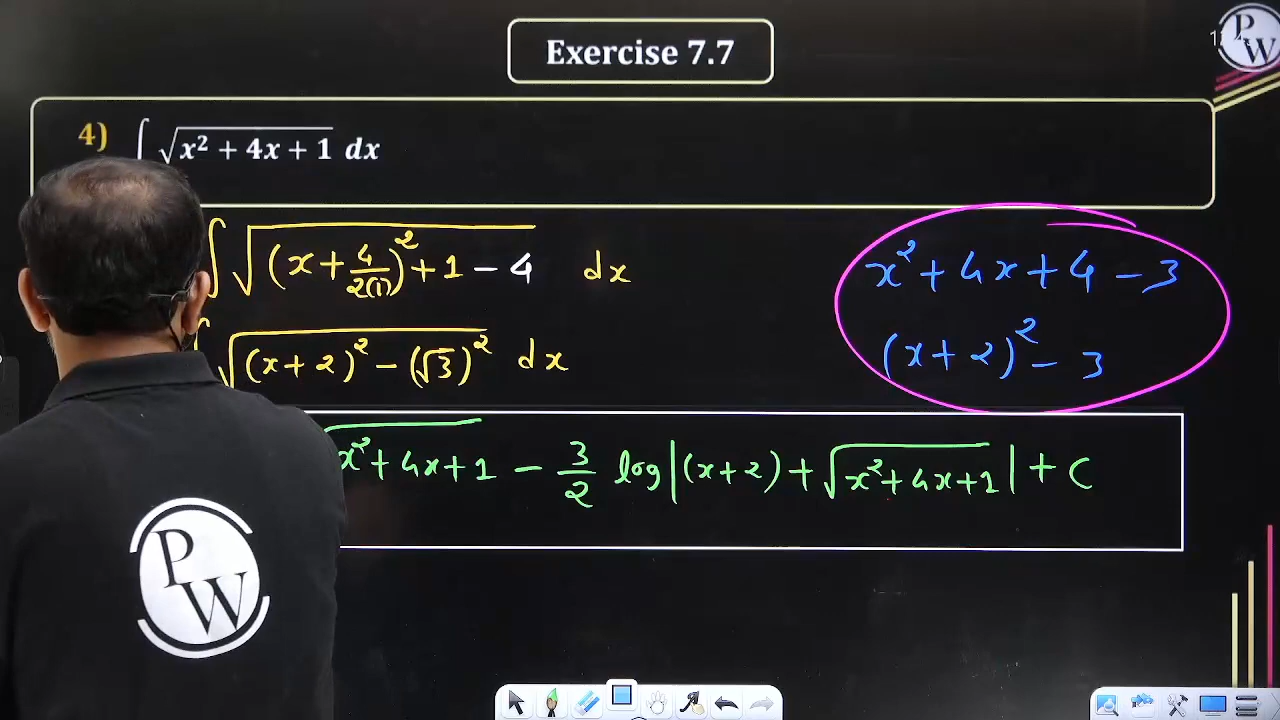 Exercise 7.7
PW
4) ∫ √(x² + 4x + 1) dx
∫ √((x + 4/2(1))² + 1 − 4) dx
∫ √((x + 2)² − (√3)²) dx
x² + 4x + 4 − 3
(x + 2)² − 3
√(x² + 4x + 1) − 3/2 log|(x + 2) + √(x² + 4x + 1)| + C
PW